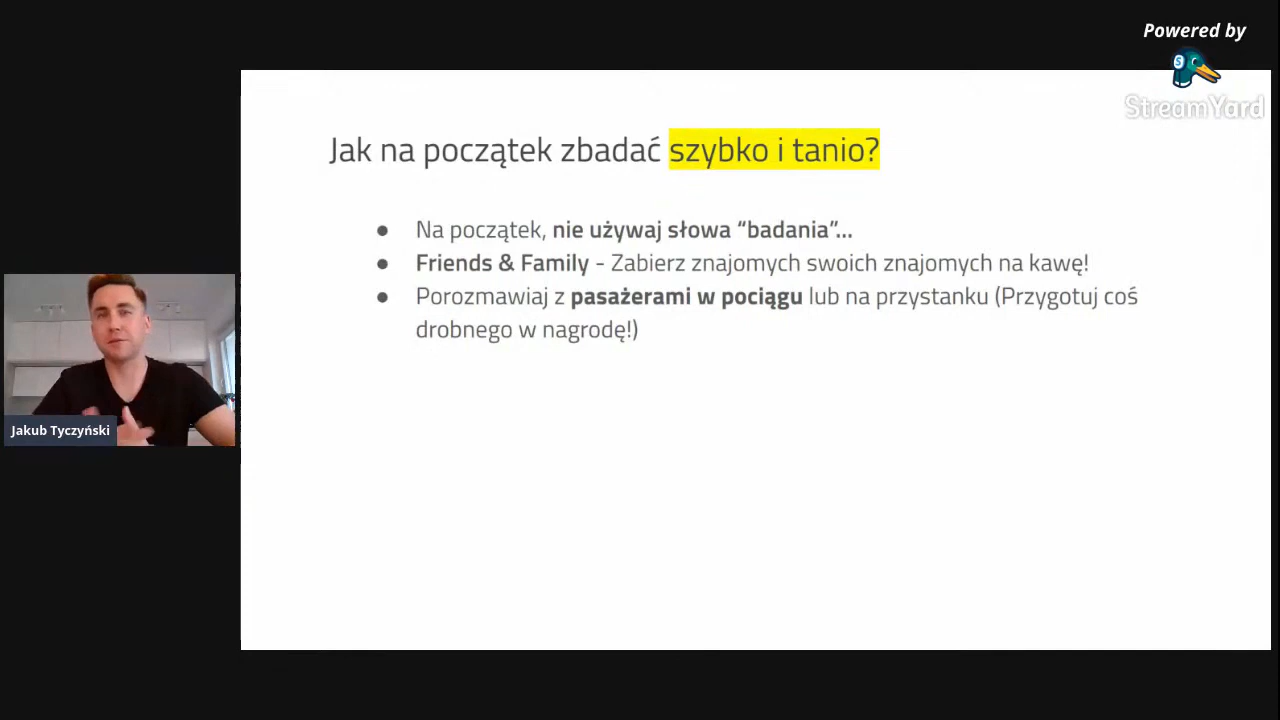 Powered by
StreamYard
Jak na początek zbadać szybko i tanio?
● Na początek, nie używaj słowa “badania”...
● Friends & Family - Zabierz znajomych swoich znajomych na kawę!
● Porozmawiaj z pasażerami w pociągu lub na przystanku (Przygotuj coś
drobnego w nagrodę!)
Jakub Tyczyński